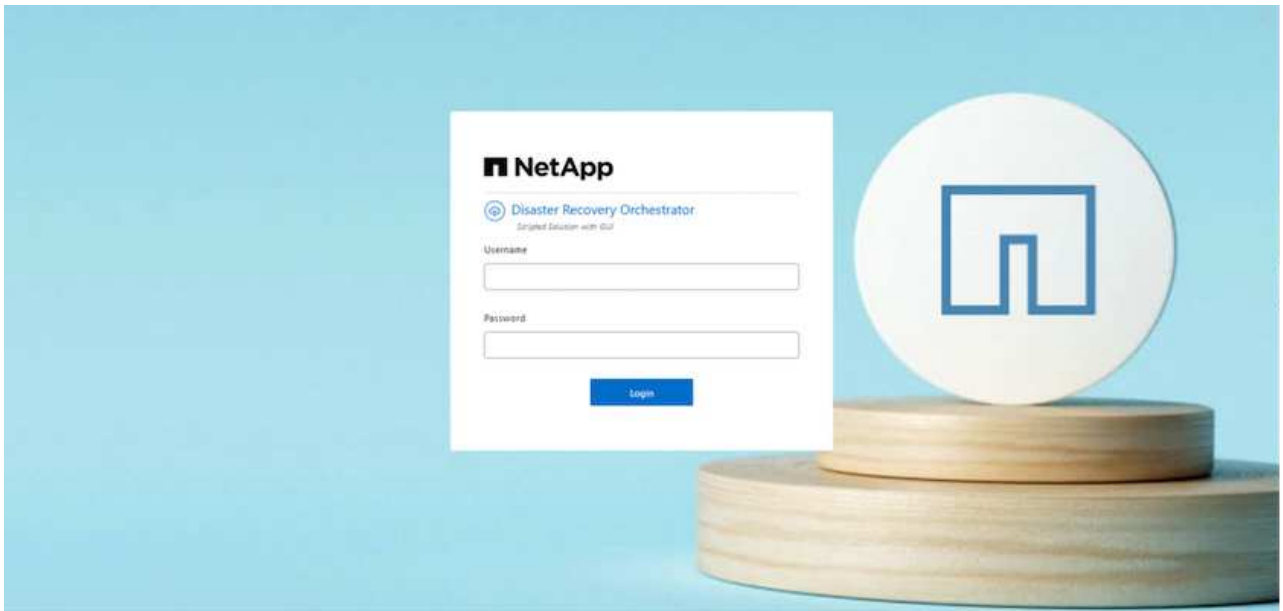 NetApp
Disaster Recovery Orchestrator
Scripted Solution with GUI
Username
Password
Login